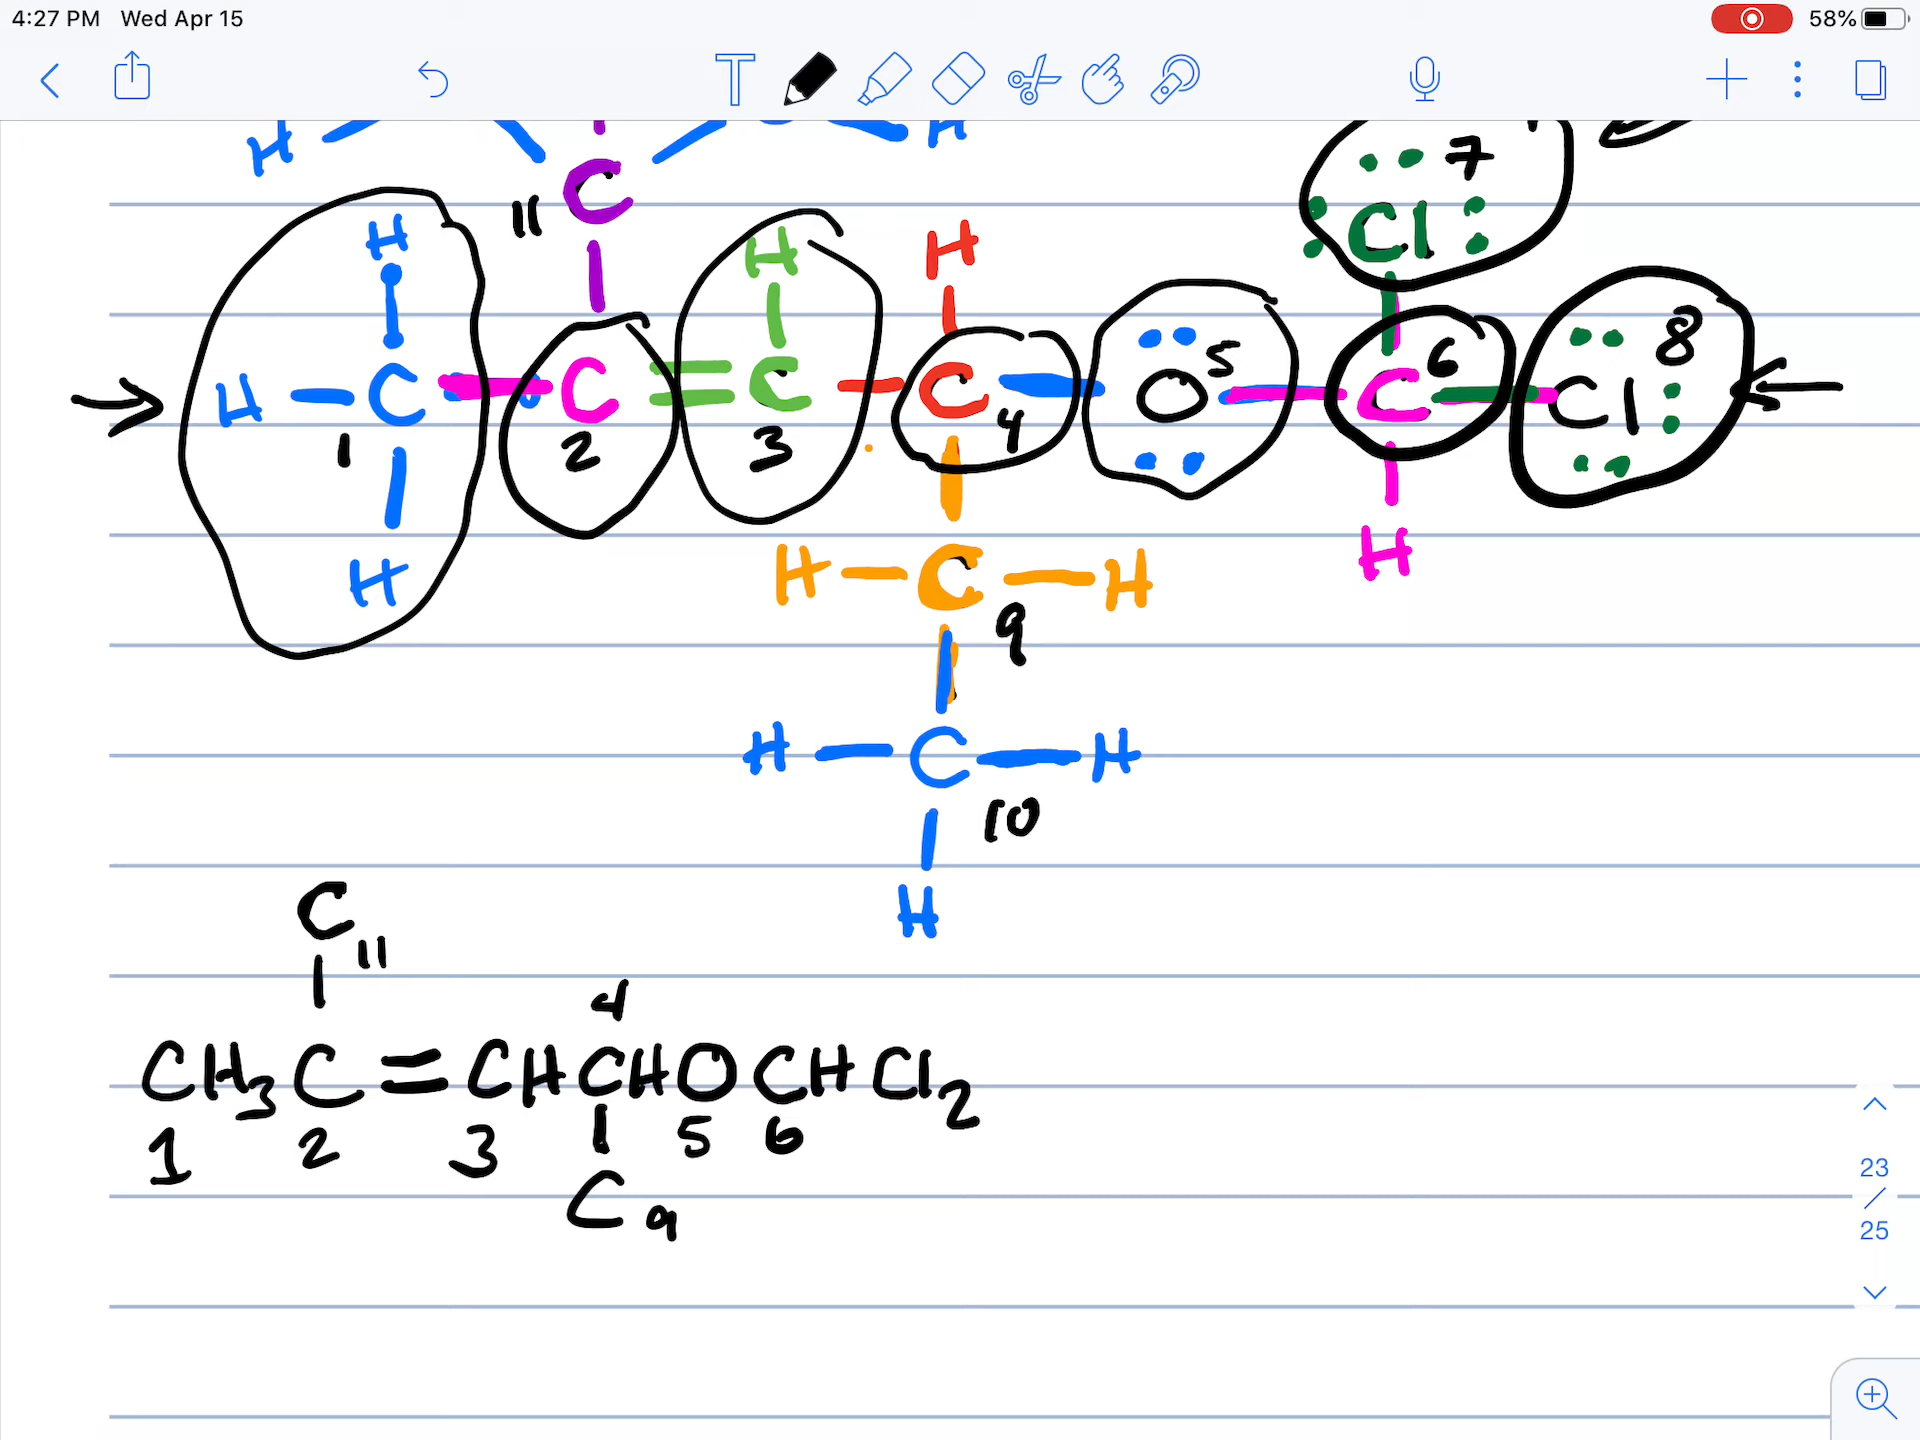 4:27 PM Wed Apr 15 58%
T
H H
7
C
11
H H H Cl
H C C C C O C Cl
1 2 3 4 5 6 8
H H
H C H
9
H C H
10
H
C
11
4
CH3C=CHCHOCHCl2
1 2 3 5 6
C 9
23
/
25